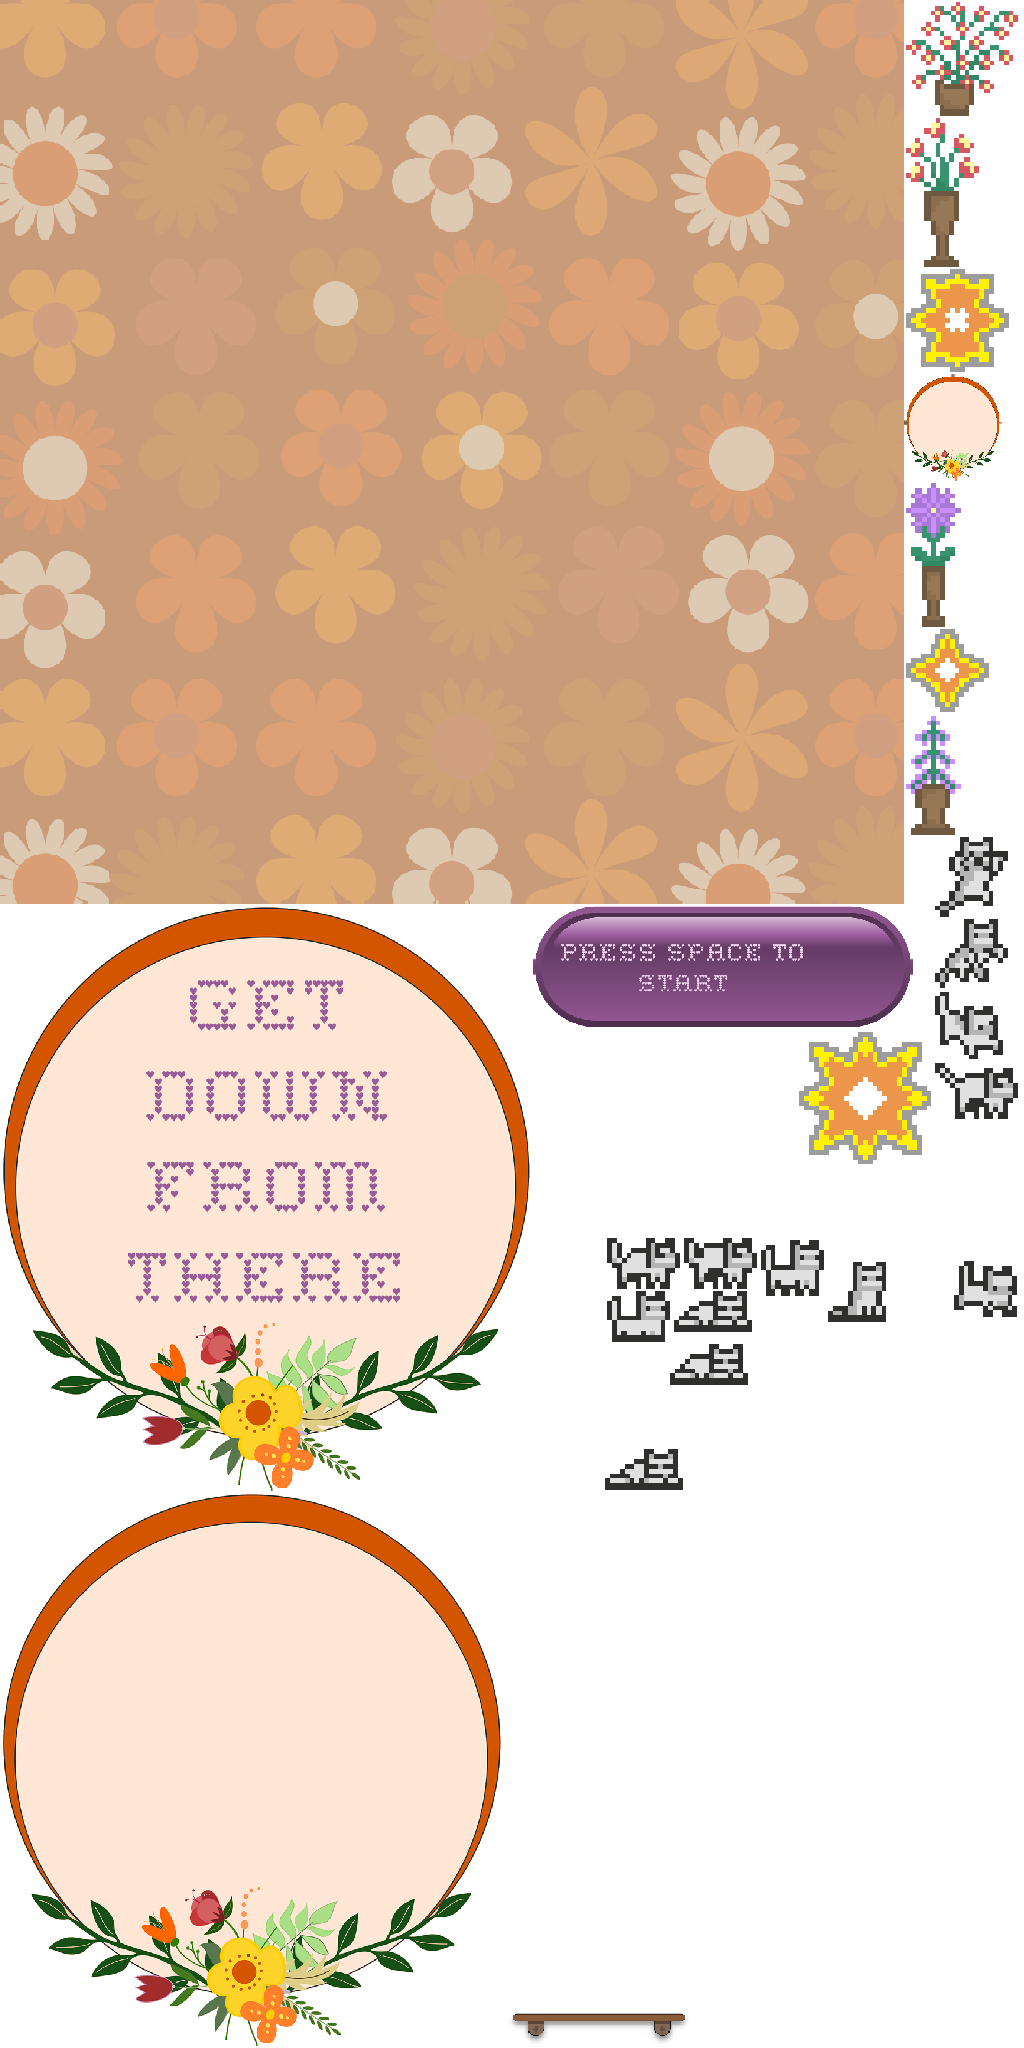 GET
DOWN
FROM
THERE
PRESS SPACE TO
START